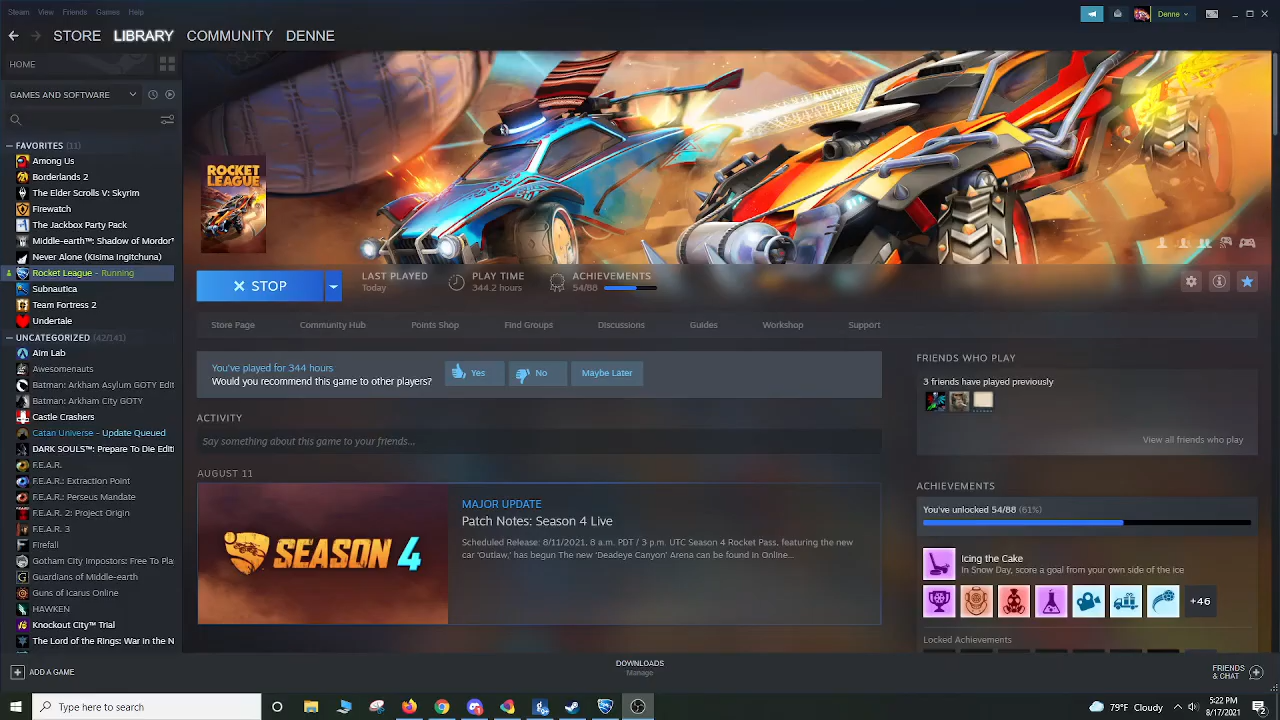 Steam View Friends Games Help
Denne
STORE LIBRARY COMMUNITY DENNE
HOME
GAMES AND SOFTWARE
FAVORITES (11)
Among Us
Borderlands 2
The Elder Scrolls V: Skyrim
Firewatch
The Jackbox Party Pack
Middle-earth™: Shadow of Mordor™
Never Alone (Kisima Ingitchuna)
Rocket League - Running
Subnautica
Team Fortress 2
Undertale
UNCATEGORIZED (42/141)
Aim Lab
Awesomenauts
Batman: Arkham Asylum GOTY Edit
Batman: Arkham City GOTY
Castle Crashers
Catan Universe - Update Queued
DARK SOULS™: Prepare To Die Edit
F.E.A.R.
F.E.A.R.: Extraction Point
F.E.A.R.: Perseus Mandate
F.E.A.R. 2: Project Origin
F.E.A.R. 3
Firefall
Gotham City Impostors: Free To Pla
Guardians of Middle-earth
Guns of Icarus Online
HAWKEN
Knockout City™ Trial
The Lord of the Rings: War in the N
ADD A GAME
ROCKET
LEAGUE
STOP
LAST PLAYED
Today
PLAY TIME
344.2 hours
ACHIEVEMENTS
54/88
Store Page Community Hub Points Shop Find Groups Discussions Guides Workshop Support
You've played for 344 hours
Would you recommend this game to other players?
Yes No Maybe Later
ACTIVITY
Say something about this game to your friends...
AUGUST 11
SEASON 4
MAJOR UPDATE
Patch Notes: Season 4 Live
Scheduled Release: 8/11/2021, 8 a.m. PDT / 3 p.m. UTC Season 4 Rocket Pass, featuring the new
car 'Outlaw,' has begun The new 'Deadeye Canyon' Arena can be found in Online...
FRIENDS WHO PLAY
3 friends have played previously
View all friends who play
ACHIEVEMENTS
You've unlocked 54/88 (61%)
Icing the Cake
In Snow Day, score a goal from your own side of the ice
+46
Locked Achievements
DOWNLOADS
Manage
FRIENDS
& CHAT
Type here to search
79°F Cloudy
5:22 PM
8/17/2021
2